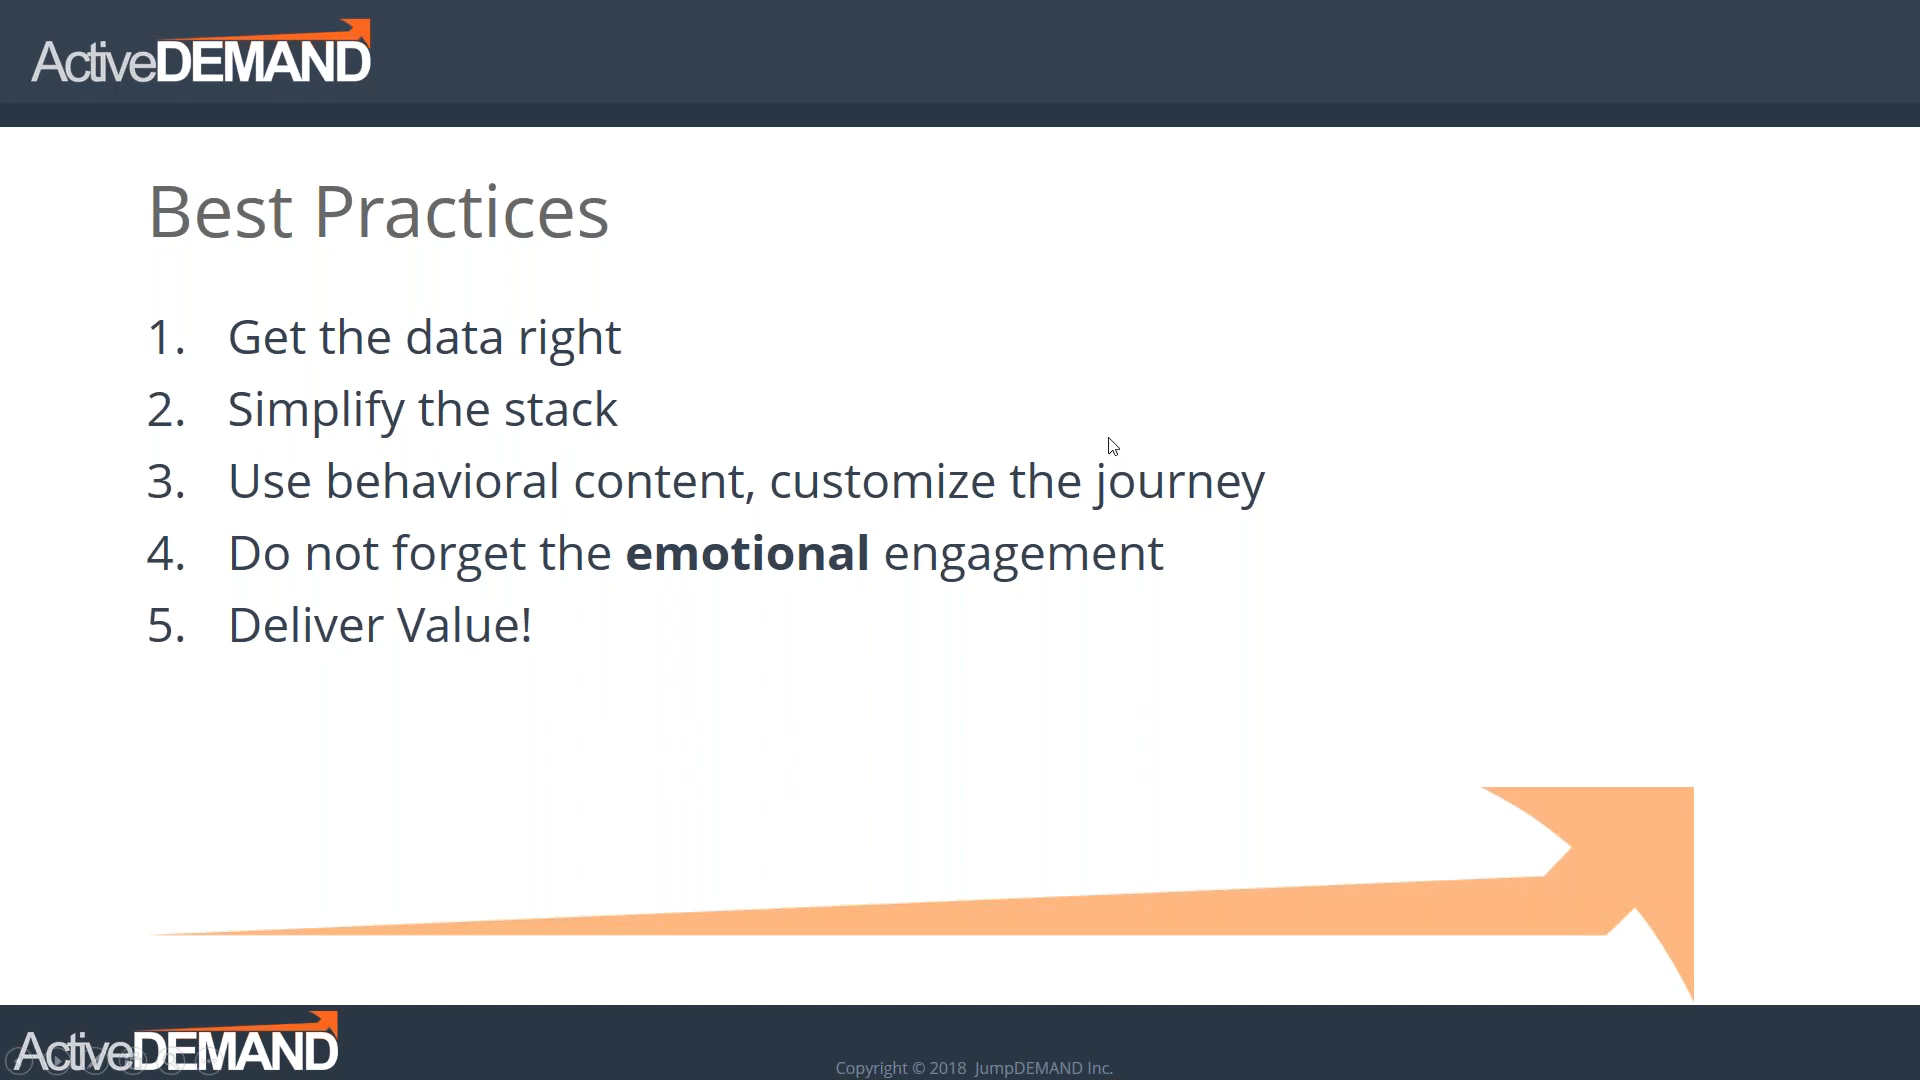 ActiveDEMAND
Best Practices
1. Get the data right
2. Simplify the stack
3. Use behavioral content, customize the journey
4. Do not forget the emotional engagement
5. Deliver Value!
ActiveDEMAND
Copyright © 2018 JumpDEMAND Inc.